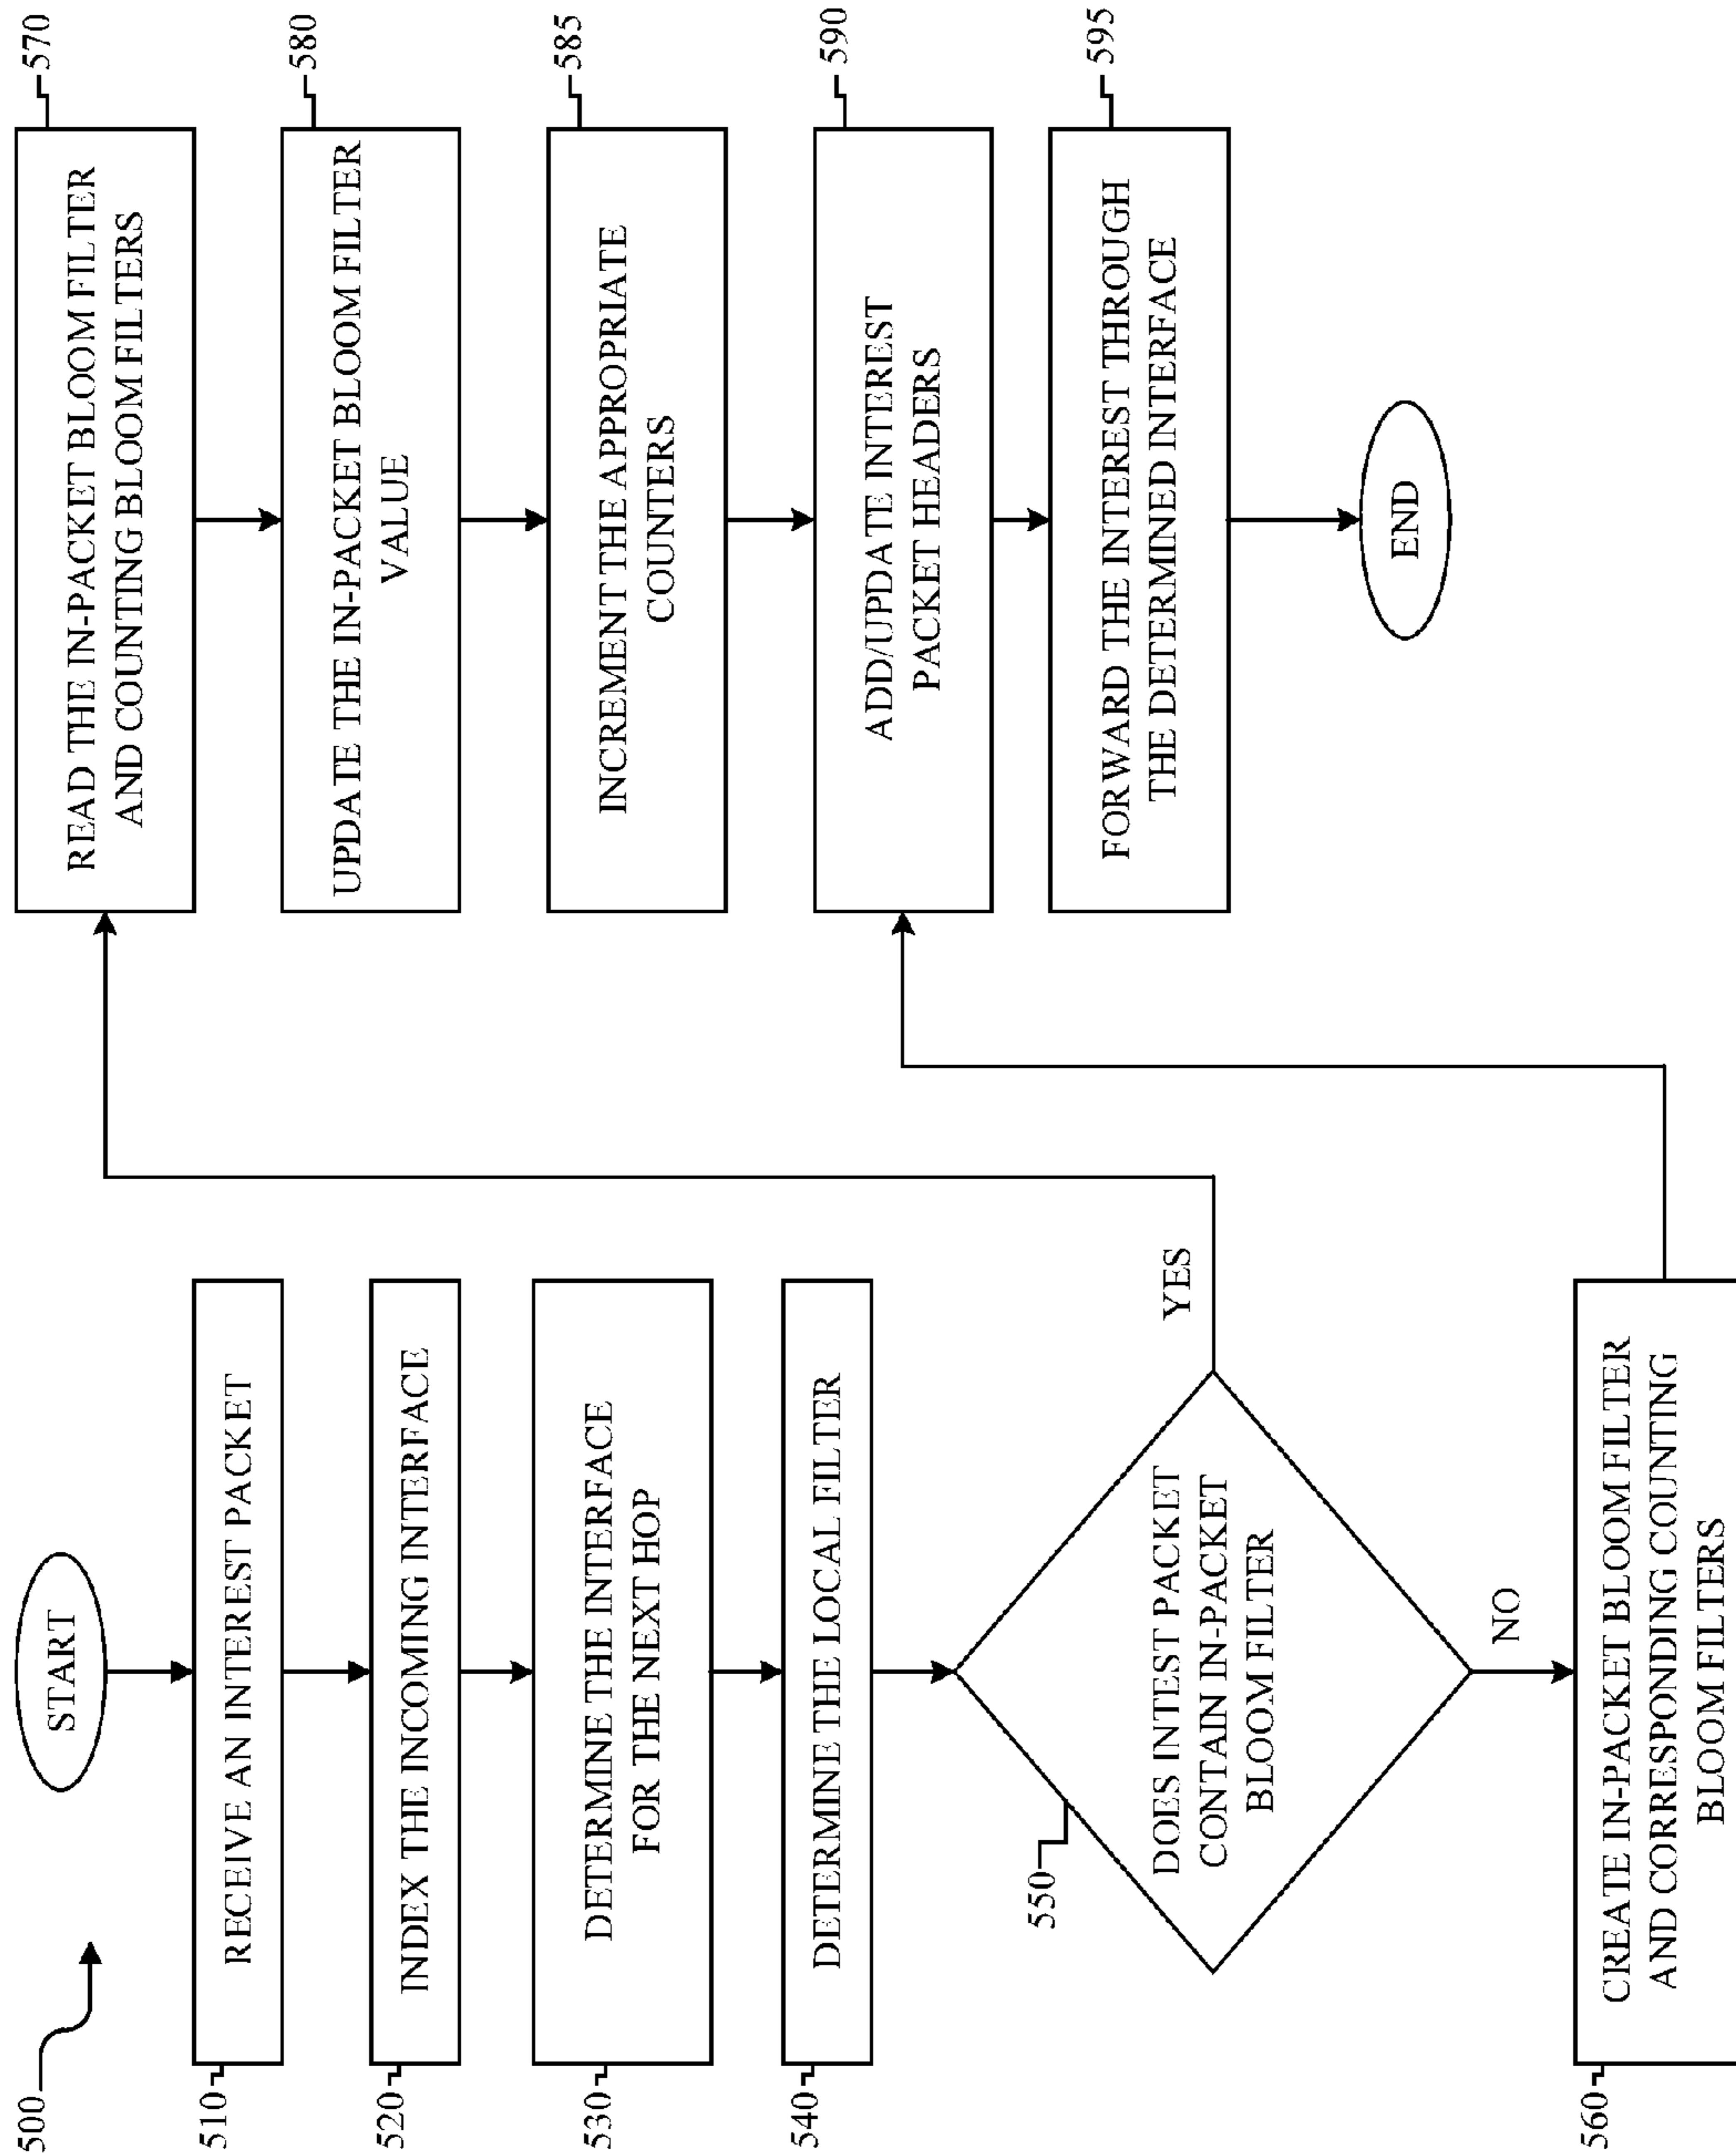 500
START
510
RECEIVE AN INTEREST PACKET
520
INDEX THE INCOMING INTERFACE
530
DETERMINE THE INTERFACE
FOR THE NEXT HOP
540
DETERMINE THE LOCAL FILTER
550
DOES INTEST PACKET
CONTAIN IN-PACKET
BLOOM FILTER
YES
NO
560
CREATE IN-PACKET BLOOM FILTER
AND CORRESPONDING COUNTING
BLOOM FILTERS
570
READ THE IN-PACKET BLOOM FILTER
AND COUNTING BLOOM FILTERS
580
UPDATE THE IN-PACKET BLOOM FILTER
VALUE
585
INCREMENT THE APPROPRIATE
COUNTERS
590
ADD/UPDATE INTEREST
PACKET HEADERS
595
FORWARD THE INTEREST THROUGH
THE DETERMINED INTERFACE
END